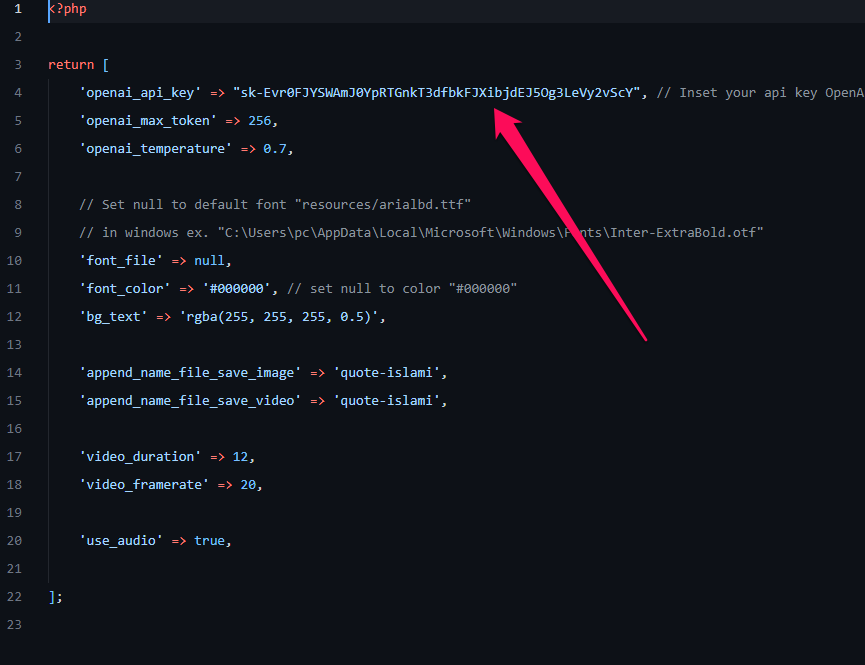 1 <?php
2
3 return [
4 'openai_api_key' => "sk-Evr0FJYSWAmJ0YpRTGnkT3dfbkFJXibjdEJ5Og3LeVy2vScY", // Inset your api key OpenA
5 'openai_max_token' => 256,
6 'openai_temperature' => 0.7,
7
8 // Set null to default font "resources/arialbd.ttf"
9 // in windows ex. "C:\Users\pc\AppData\Local\Microsoft\Windows\Fonts\Inter-ExtraBold.otf"
10 'font_file' => null,
11 'font_color' => '#000000', // set null to color "#000000"
12 'bg_text' => 'rgba(255, 255, 255, 0.5)',
13
14 'append_name_file_save_image' => 'quote-islami',
15 'append_name_file_save_video' => 'quote-islami',
16
17 'video_duration' => 12,
18 'video_framerate' => 20,
19
20 'use_audio' => true,
21
22 ];
23